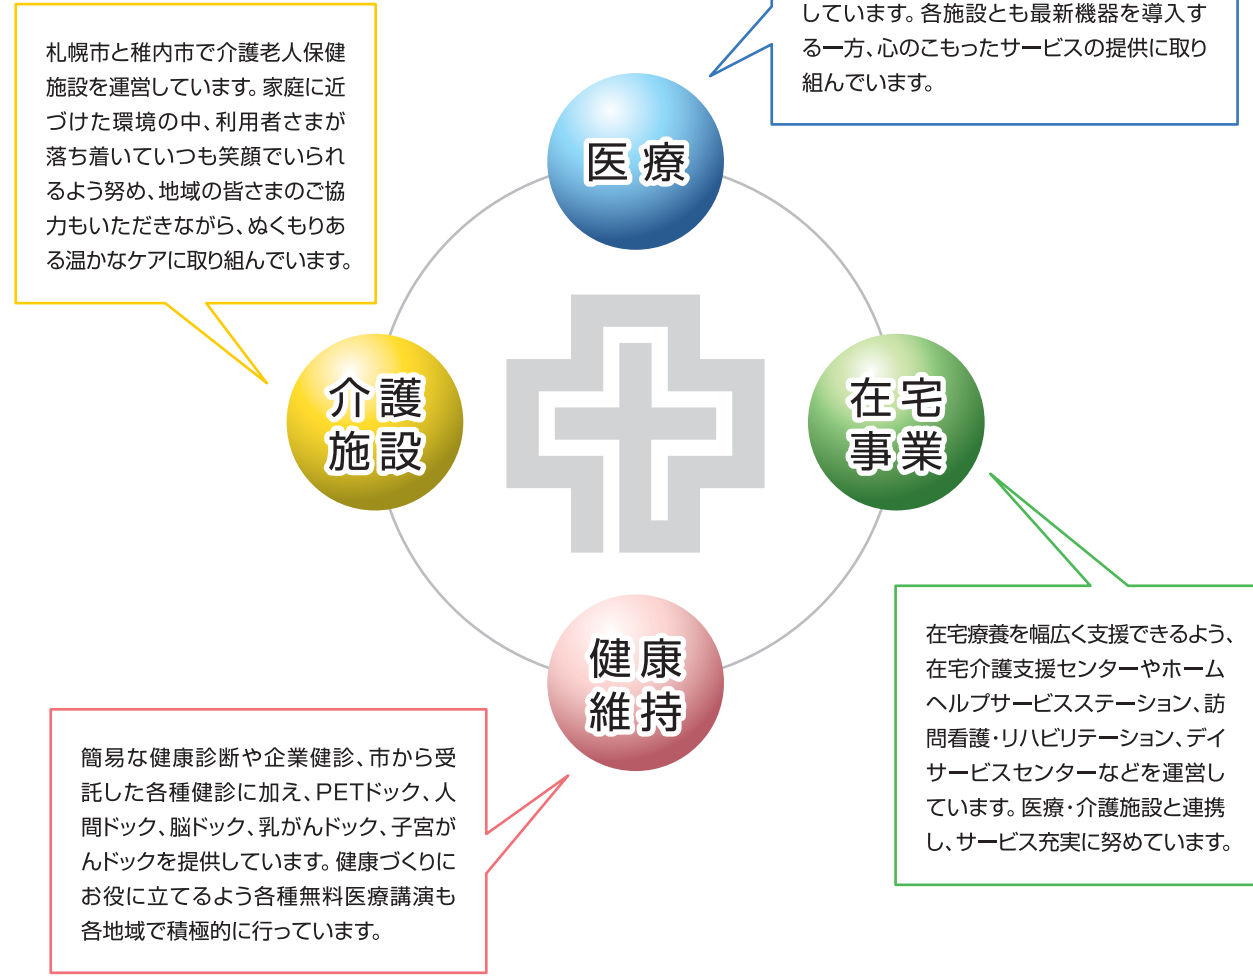 しています。各施設とも最新機器を導入す
る一方、心のこもったサービスの提供に取り
組んでいます。
札幌市と稚内市で介護老人保健
施設を運営しています。家庭に近
づけた環境の中、利用者さまが
落ち着いていつも笑顔でいられ
るよう努め、地域の皆さまのご協
力もいただきながら、ぬくもりあ
る温かなケアに取り組んでいます。
医療
介護
施設
在宅
事業
健康
維持
在宅療養を幅広く支援できるよう、
在宅介護支援センターやホーム
ヘルプサービスステーション、訪
問看護・リハビリテーション、デイ
サービスセンターなどを運営し
ています。医療・介護施設と連携
し、サービス充実に努めています。
簡易な健康診断や企業健診、市から受
託した各種健診に加え、PETドック、人
間ドック、脳ドック、乳がんドック、子宮が
んドックを提供しています。健康づくりに
お役に立てるよう各種無料医療講演も
各地域で積極的に行っています。